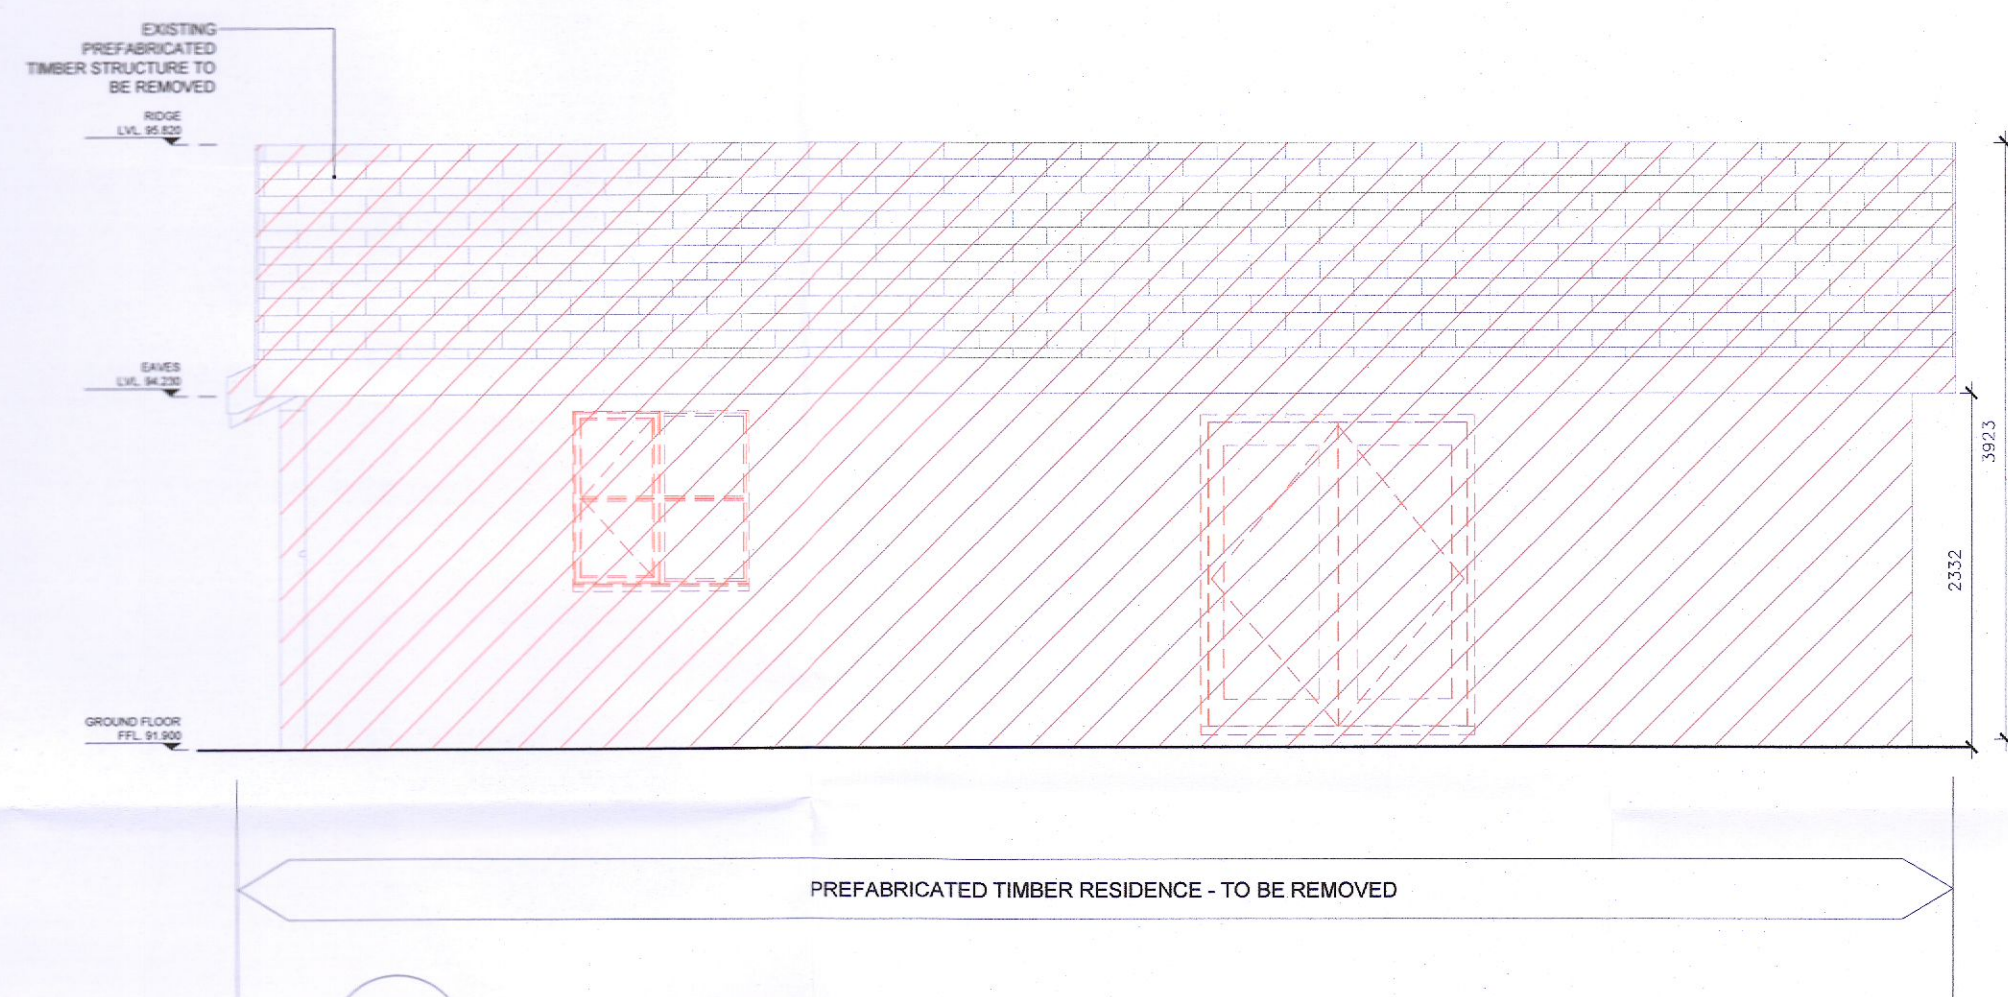 EXISTING
PREFABRICATED
TIMBER STRUCTURE TO
BE REMOVED
RIDGE
LVL. 95.820
EAVES
LVL. 94.230
GROUND FLOOR
FFL. 91.900
3923
2332
PREFABRICATED TIMBER RESIDENCE - TO BE REMOVED